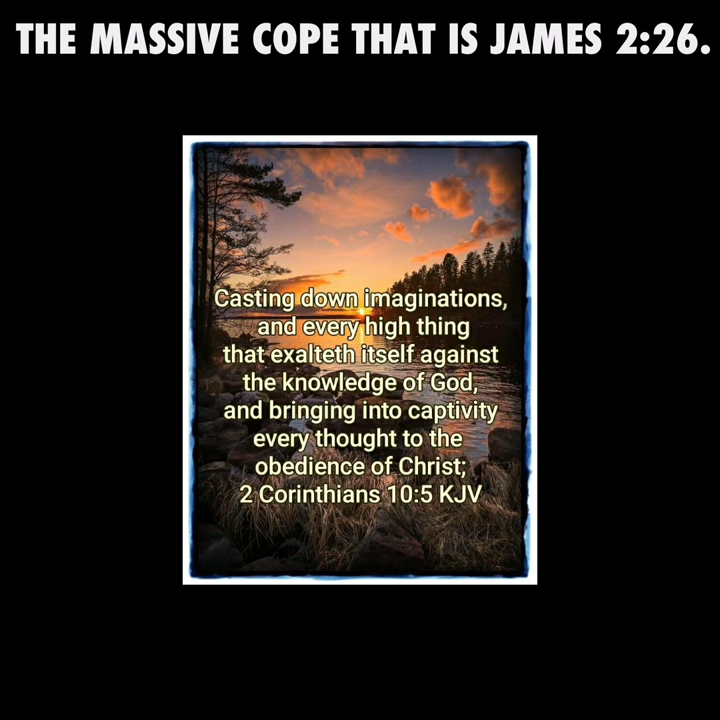 THE MASSIVE COPE THAT IS JAMES 2:26.
Casting down imaginations,
and every high thing
that exalteth itself against
the knowledge of God,
and bringing into captivity
every thought to the
obedience of Christ;
2 Corinthians 10:5 KJV